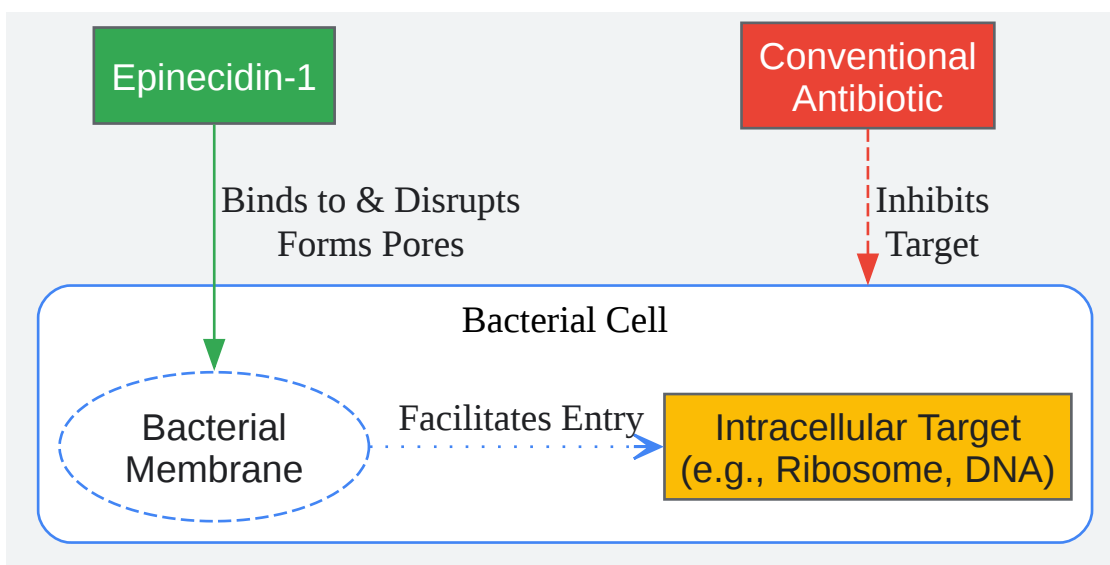 Epinecidin-1
Conventional
Antibiotic
Binds to & Disrupts
Forms Pores
Inhibits
Target
Bacterial Cell
Bacterial
Membrane
Facilitates Entry
Intracellular Target
(e.g., Ribosome, DNA)